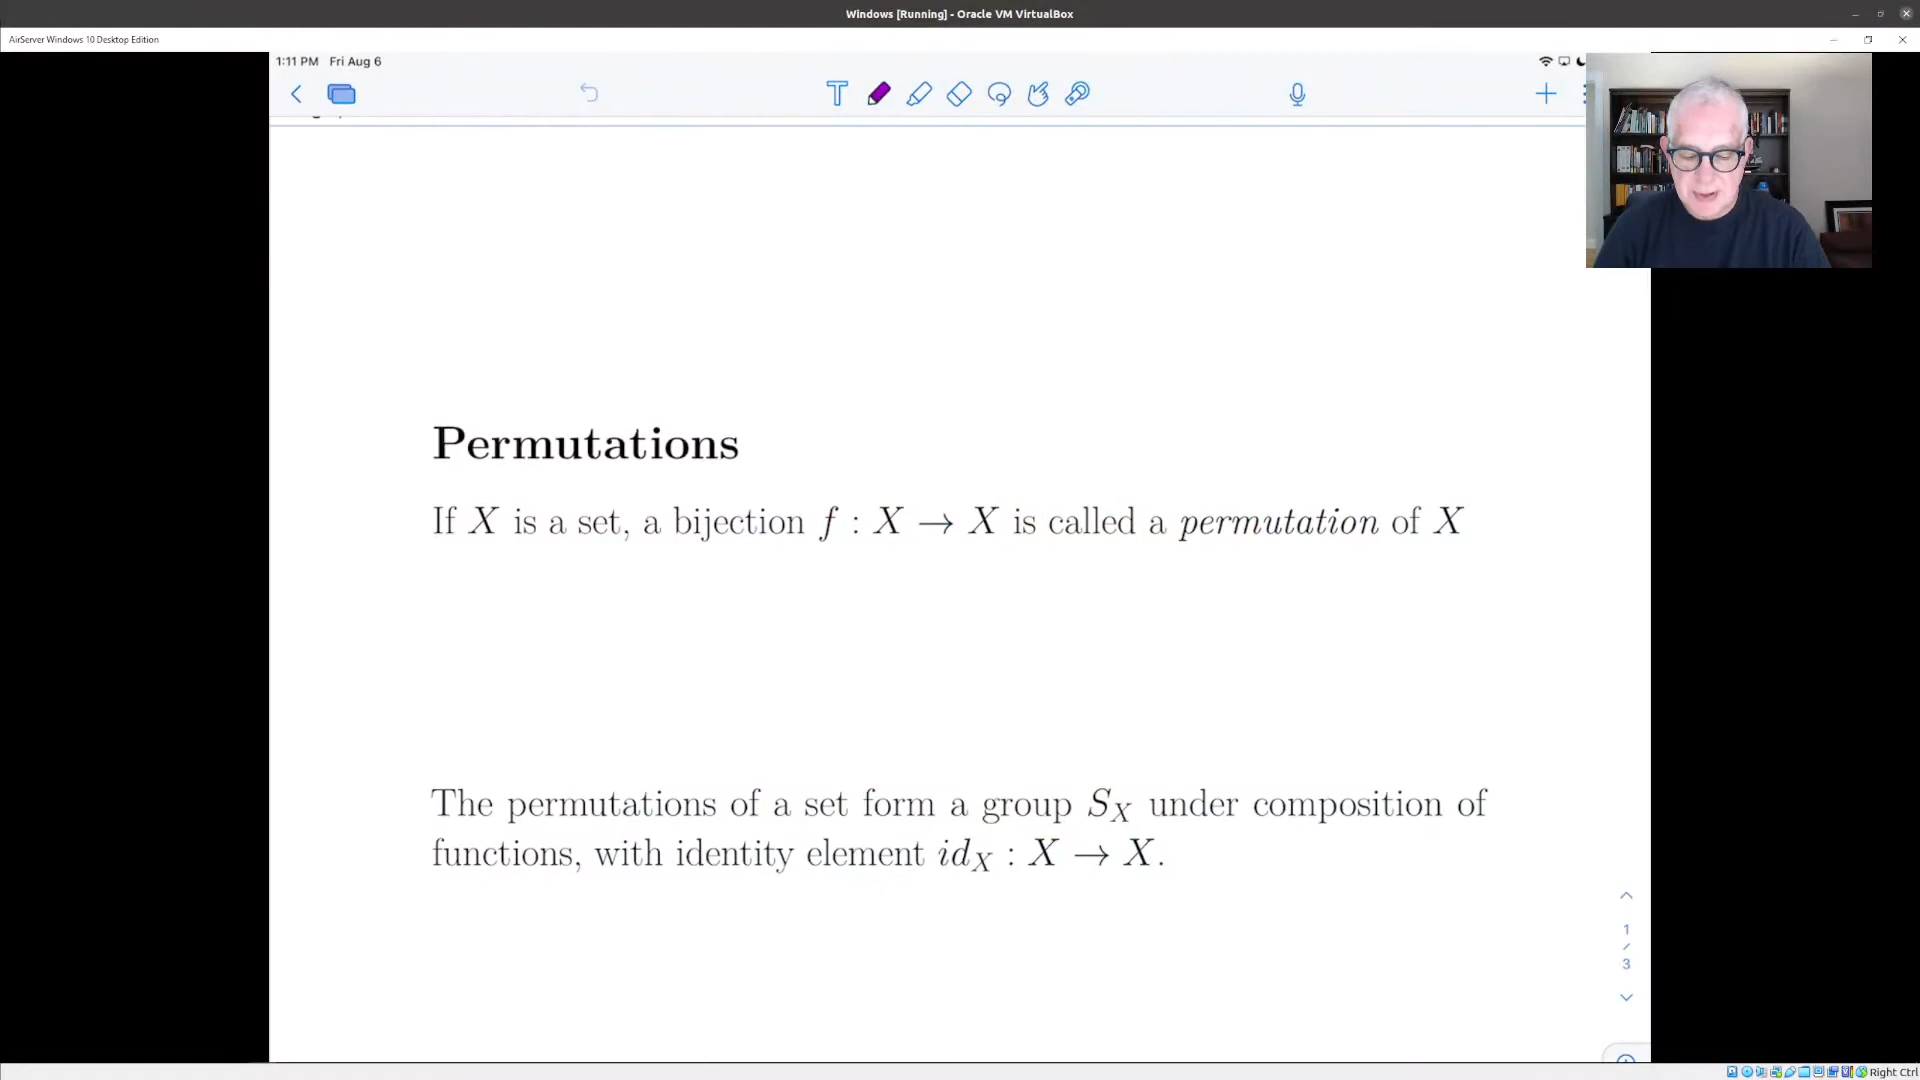 Windows [Running] - Oracle VM VirtualBox
AirServer Windows 10 Desktop Edition
1:11 PM Fri Aug 6
Permutations
If X is a set, a bijection f : X → X is called a permutation of X
The permutations of a set form a group S_X under composition of
functions, with identity element id_X : X → X.
1
/
3
Right Ctrl